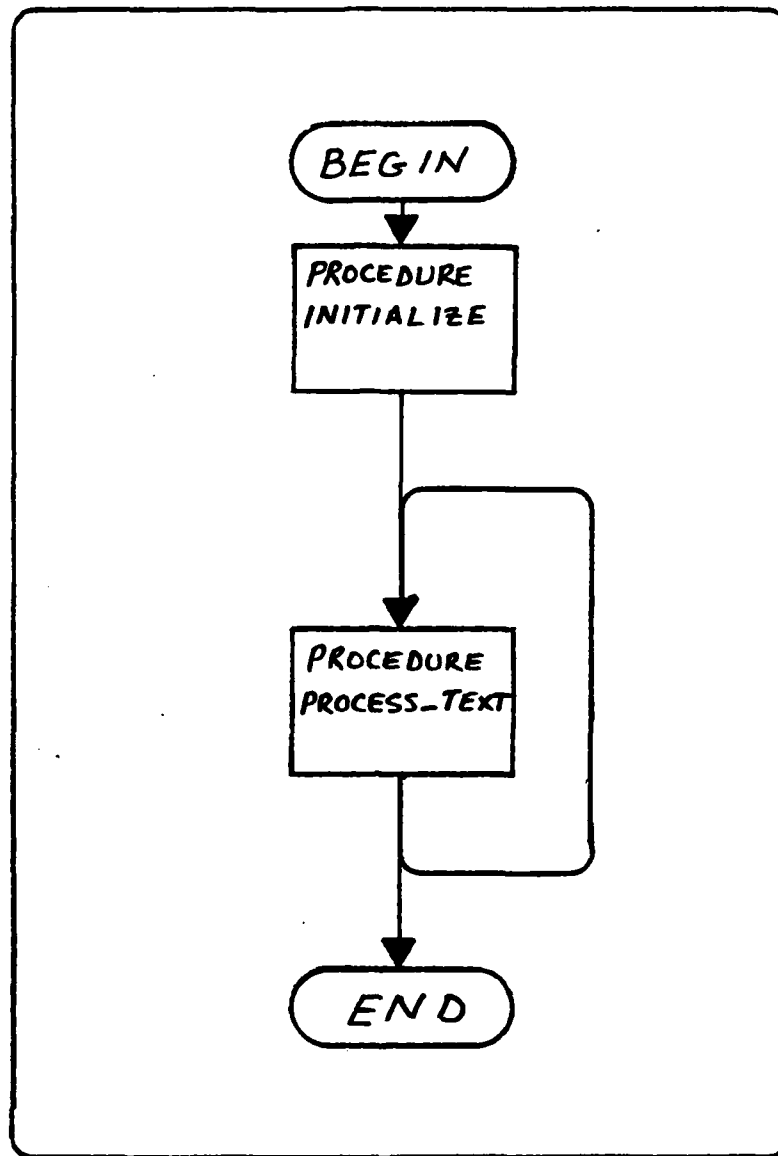 BEGIN
PROCEDURE
INITIALIZE
PROCEDURE
PROCESS_TEXT
END